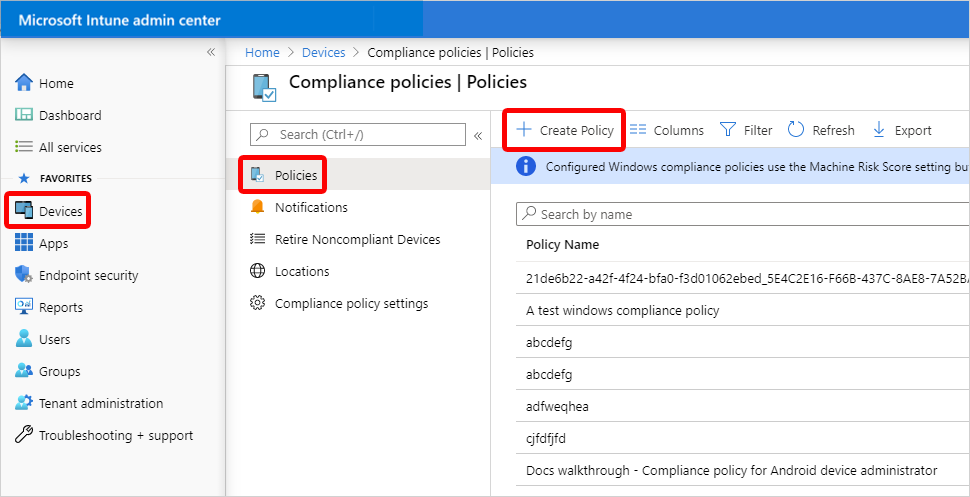 Microsoft Intune admin center
«
Home
Dashboard
All services
FAVORITES
Devices
Apps
Endpoint security
Reports
Users
Groups
Tenant administration
Troubleshooting + support
Home > Devices > Compliance policies | Policies
Compliance policies | Policies
Search (Ctrl+/)
«
Policies
Notifications
Retire Noncompliant Devices
Locations
Compliance policy settings
Create Policy Columns Filter Refresh Export
Configured Windows compliance policies use the Machine Risk Score setting bu
Search by name
Policy Name
21de6b22-a42f-4f24-bfa0-f3d01062ebed_5E4C2E16-F66B-437C-8AE8-7A52BA
A test windows compliance policy
abcdefg
abcdefg
adfweqhea
cjfdfjfd
Docs walkthrough - Compliance policy for Android device administrator